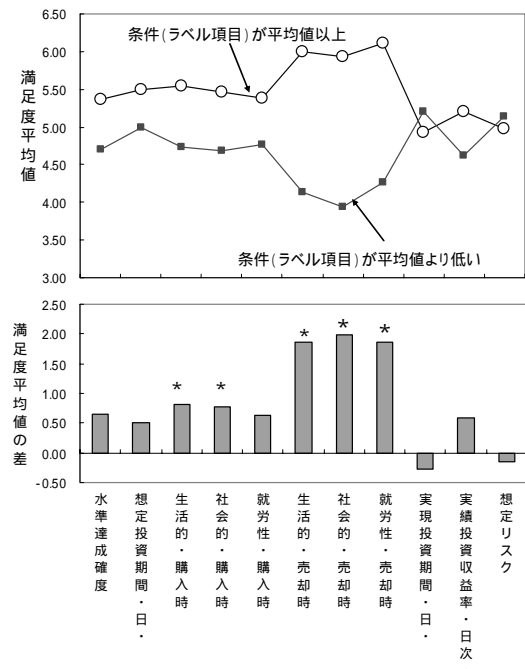 6.50
条件(ラベル項目)が平均値以上
6.00
5.50
5.00
4.50
4.00
3.50
条件(ラベル項目)が平均値より低い
3.00
満足度平均値
2.50
2.00
1.50
1.00
0.50
0.00
-0.50
満足度平均値の差
* * * * *
水準達成確度
想定投資期間・日・
生活的・購入時
社会的・購入時
就労性・購入時
生活的・売却時
社会的・売却時
就労性・売却時
実現投資期間・日・
実績投資収益率・日次
想定リスク